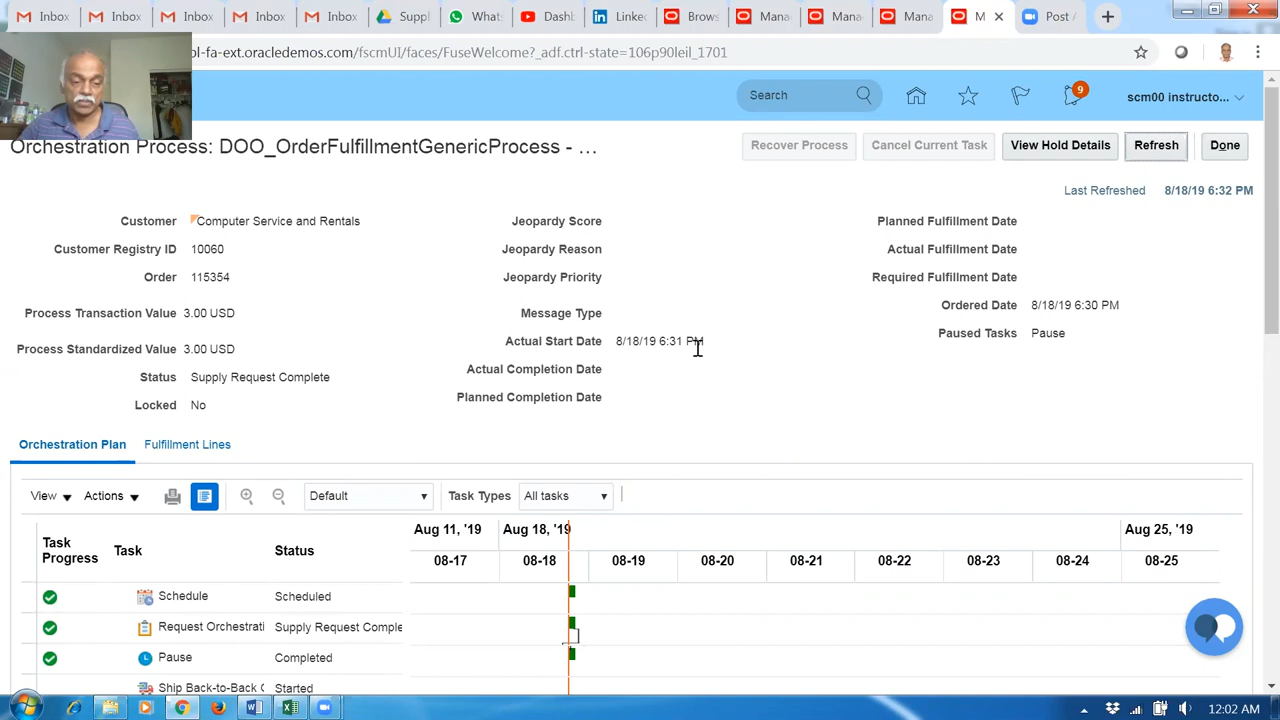 Inbox Inbox Inbox Inbox Inbox Suppl Whats Dash Linke Brow Mana Mana Mana M Post A
ol-fa-ext.oracledemos.com/fscmUI/faces/FuseWelcome?_adf.ctrl-state=106p90leil_1701
Search 9 scm00 instructo...
Orchestration Process: DOO_OrderFulfillmentGenericProcess - ... Recover Process Cancel Current Task View Hold Details Refresh Done
Last Refreshed 8/18/19 6:32 PM
Customer Computer Service and Rentals Jeopardy Score Planned Fulfillment Date
Customer Registry ID 10060 Jeopardy Reason Actual Fulfillment Date
Order 115354 Jeopardy Priority Required Fulfillment Date
Process Transaction Value 3.00 USD Message Type Ordered Date 8/18/19 6:30 PM
Process Standardized Value 3.00 USD Actual Start Date 8/18/19 6:31 PM Paused Tasks Pause
Status Supply Request Complete Actual Completion Date
Locked No Planned Completion Date
Orchestration Plan Fulfillment Lines
View Actions Default Task Types All tasks
Aug 11, '19 Aug 18, '19 Aug 25, '19
Task Progress Task Status 08-17 08-18 08-19 08-20 08-21 08-22 08-23 08-24 08-25
Schedule Scheduled
Request Orchestrati Supply Request Comple
Pause Completed
Ship Back-to-Back Started
12:02 AM